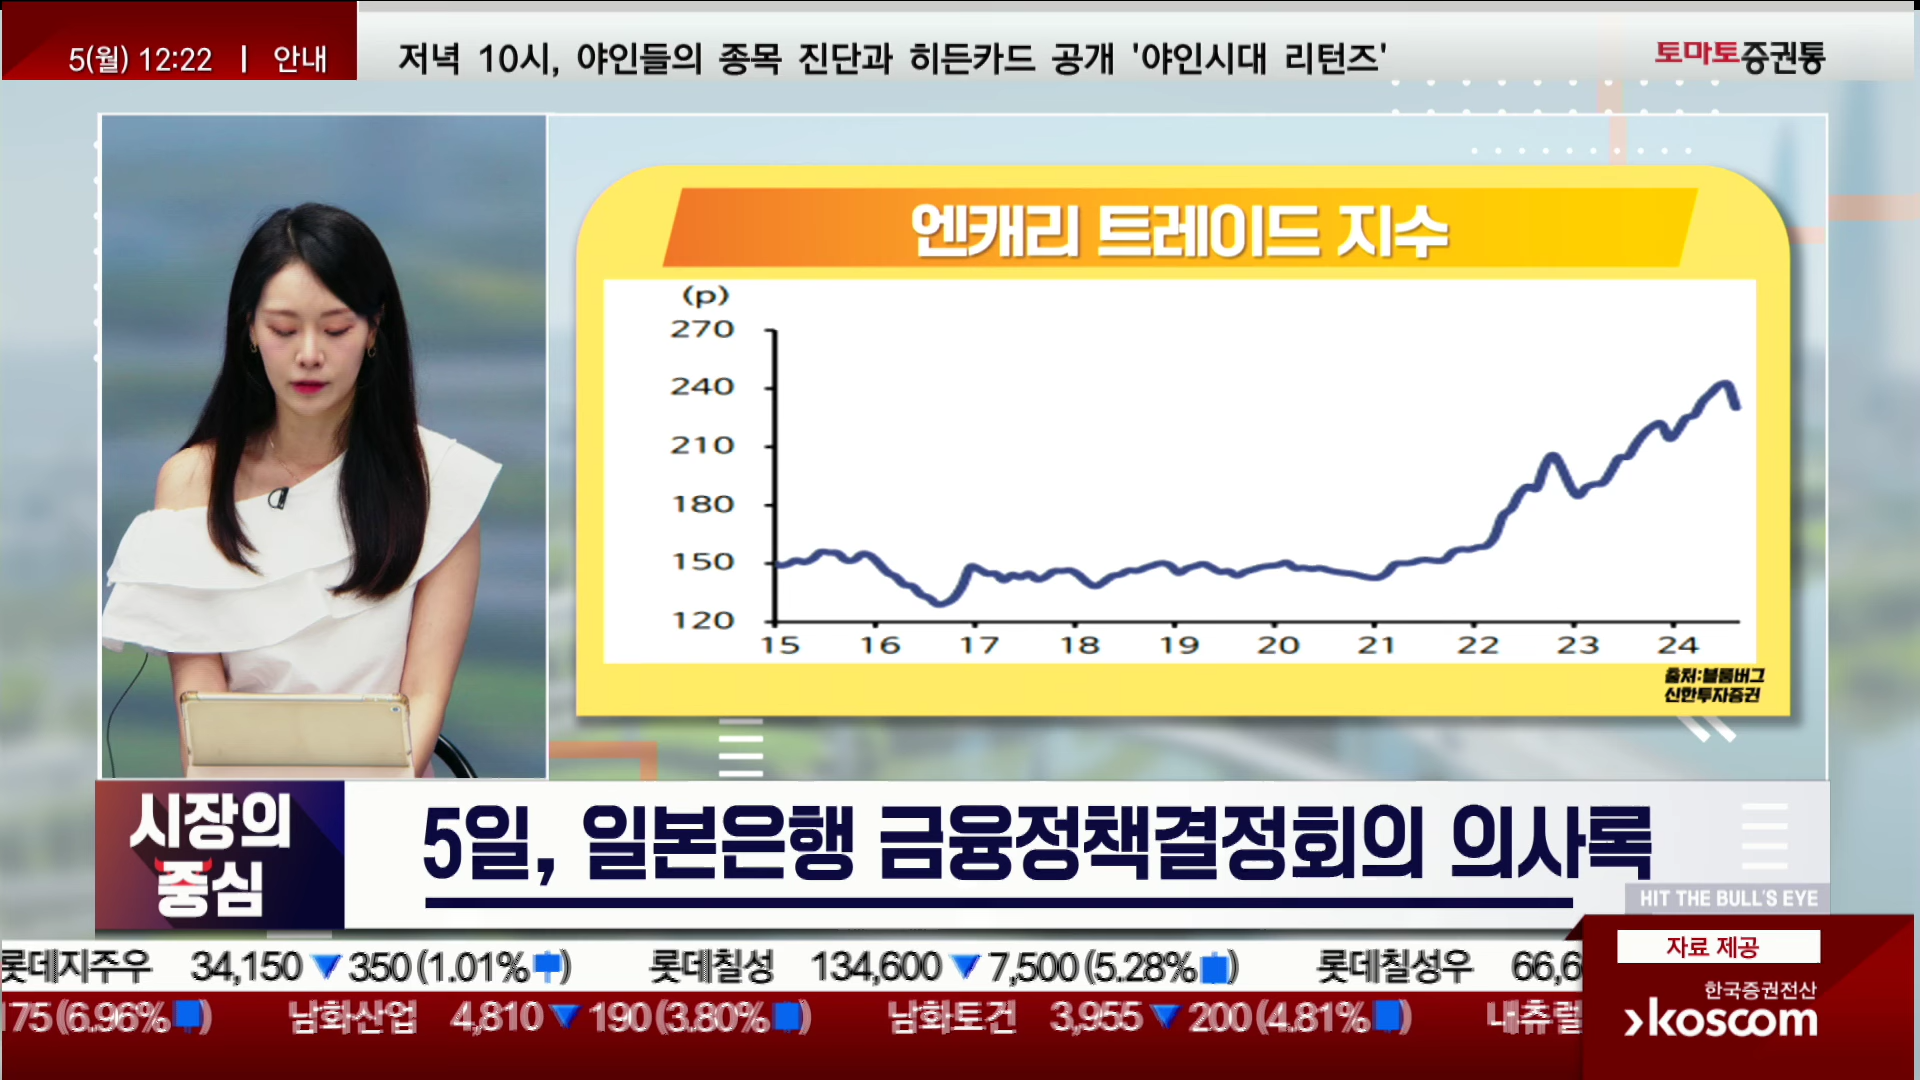 5(월) 12:22 | 안내
저녁 10시, 야인들의 종목 진단과 히든카드 공개 '야인시대 리턴즈'
토마토증권통
엔캐리 트레이드 지수
(p)
270
240
210
180
150
120
15 16 17 18 19 20 21 22 23 24
출처:블룸버그
신한투자증권
시장의
중심
5일, 일본은행 금융정책결정회의 의사록
HIT THE BULL'S EYE
롯데지주우 34,150 ▼ 350 (1.01%) 롯데칠성 134,600 ▼ 7,500 (5.28%) 롯데칠성우 66,6
175 (6.96%) 남화산업 4,810 ▼ 190 (3.80%) 남화토건 3,955 ▼ 200 (4.81%) 내츄럴
자료 제공
한국증권전산
koscom